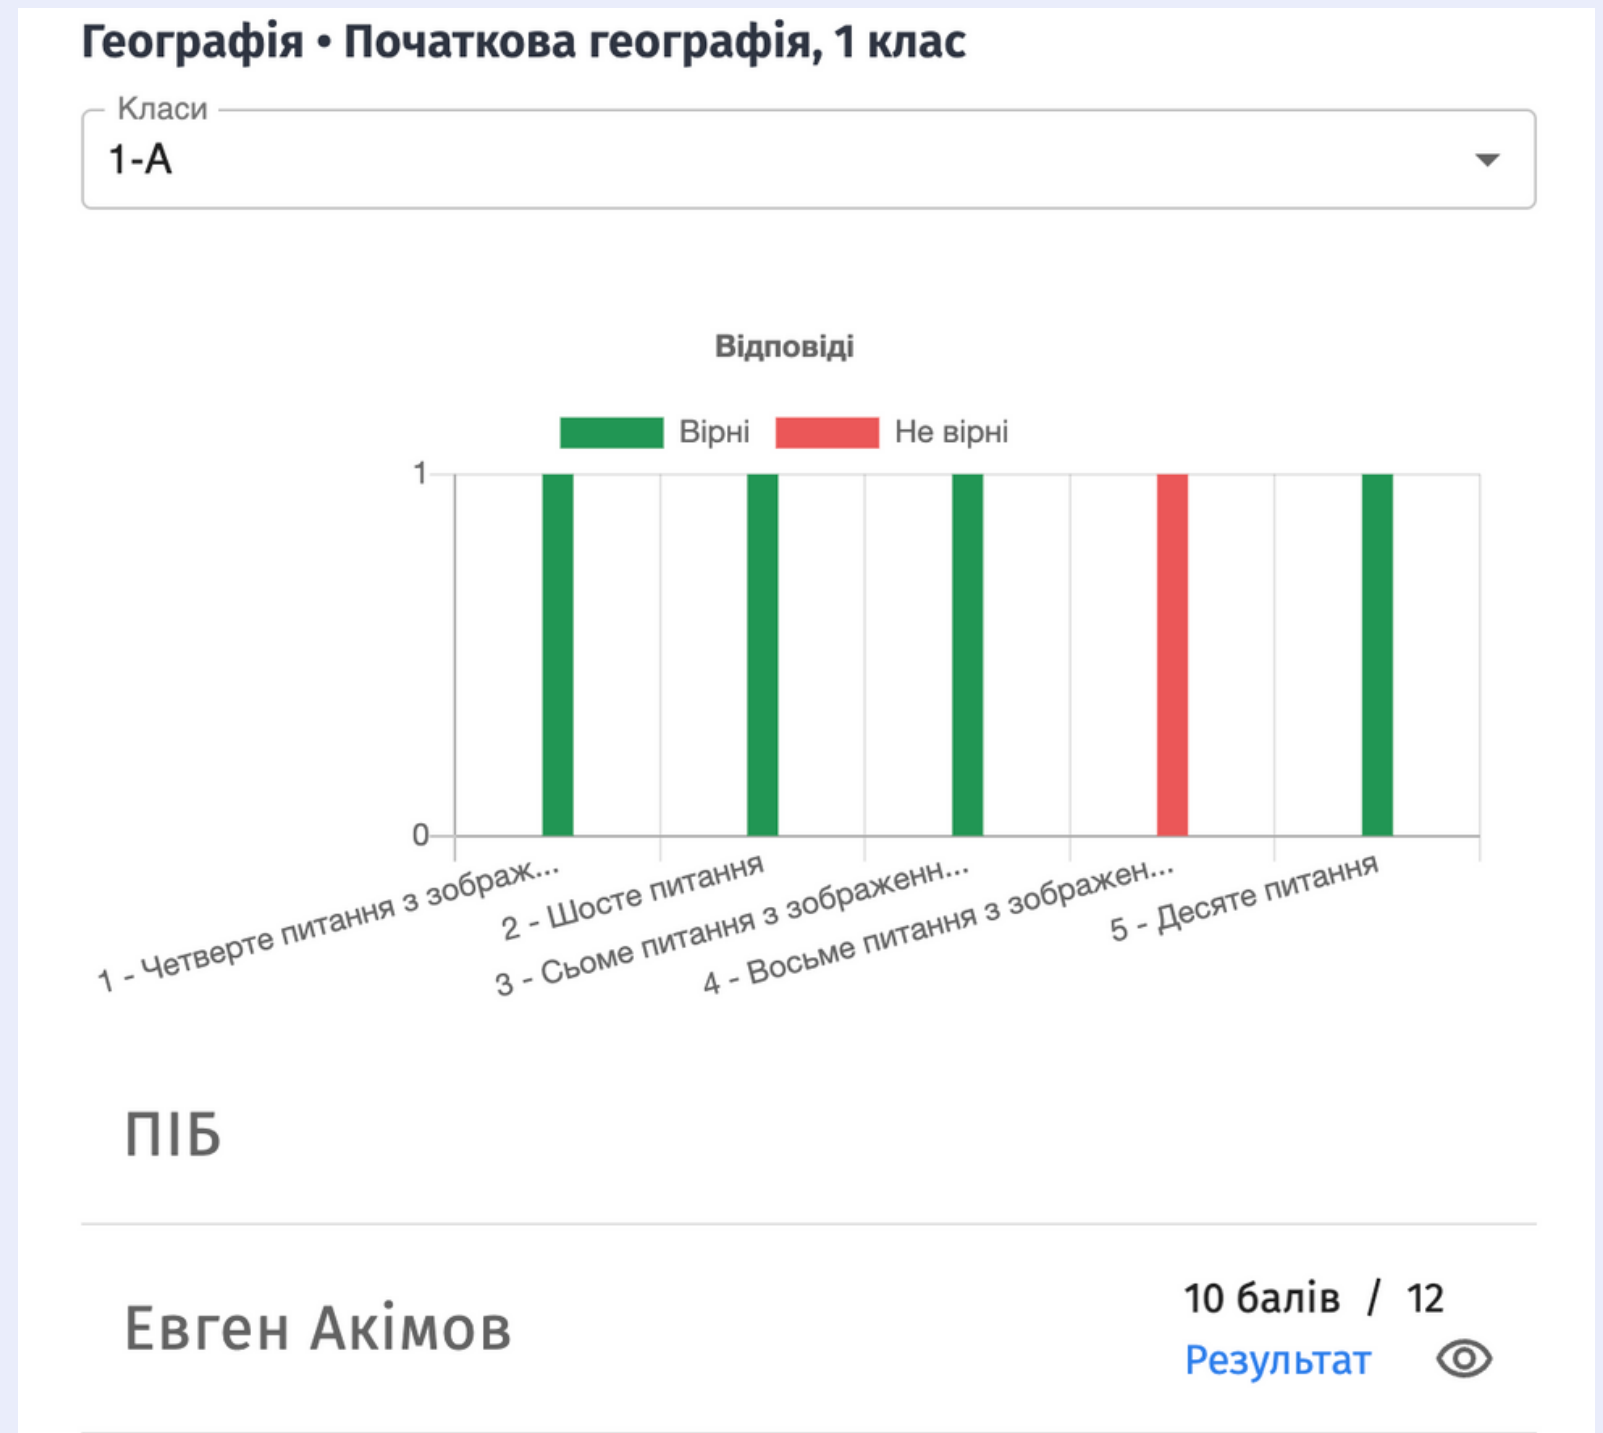 Географія • Початкова географія, 1 клас
Класи
1-А
Відповіді
Вірні Не вірні
1
0
1 - Четверте питання з зображ...
2 - Шосте питання
3 - Сьоме питання з зображенн...
4 - Восьме питання з зображен...
5 - Десяте питання
ПІБ
Евген Акімов
10 балів / 12
Результат